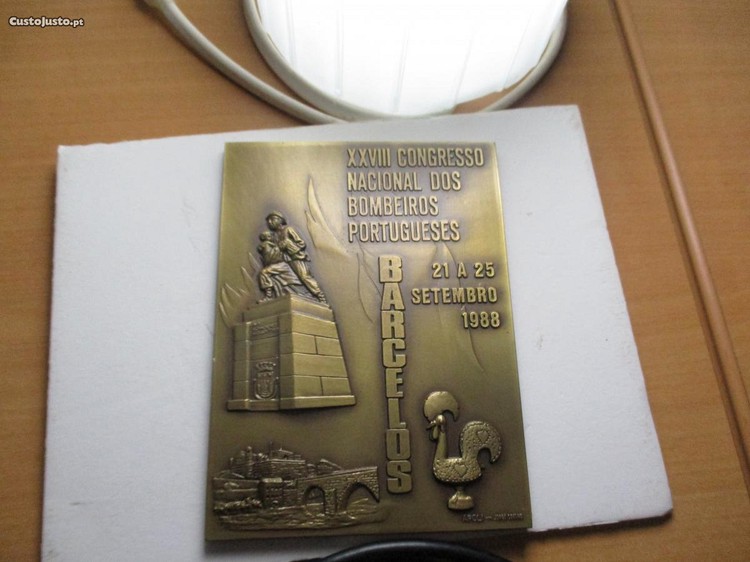 CustoJusto.pt
XXVIII CONGRESSO
NACIONAL DOS
BOMBEIROS
PORTUGUESES
BARCELOS
21 A 25
SETEMBRO
1988